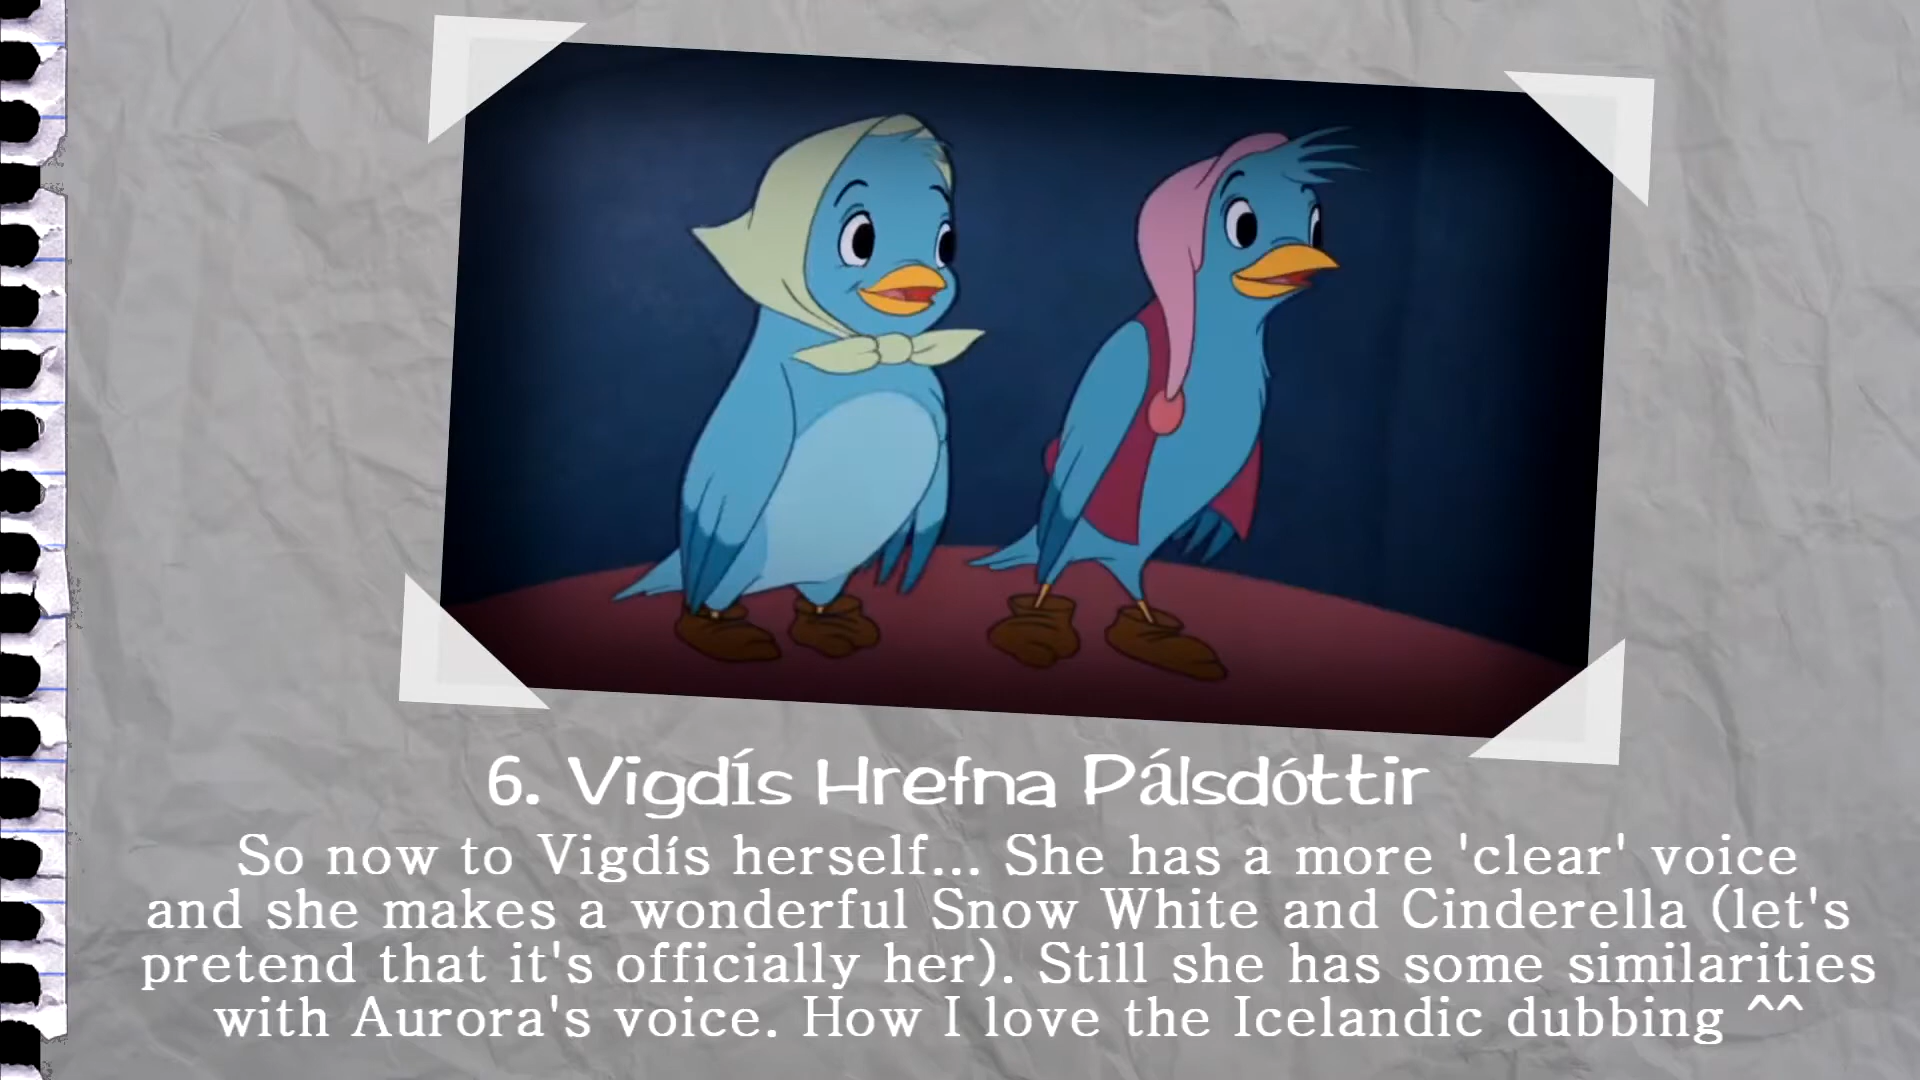 6. Vigdís Hrefna Pálsdóttir
So now to Vigdís herself... She has a more 'clear' voice
and she makes a wonderful Snow White and Cinderella (let's
pretend that it's officially her). Still she has some similarities
with Aurora's voice. How I love the Icelandic dubbing ^^